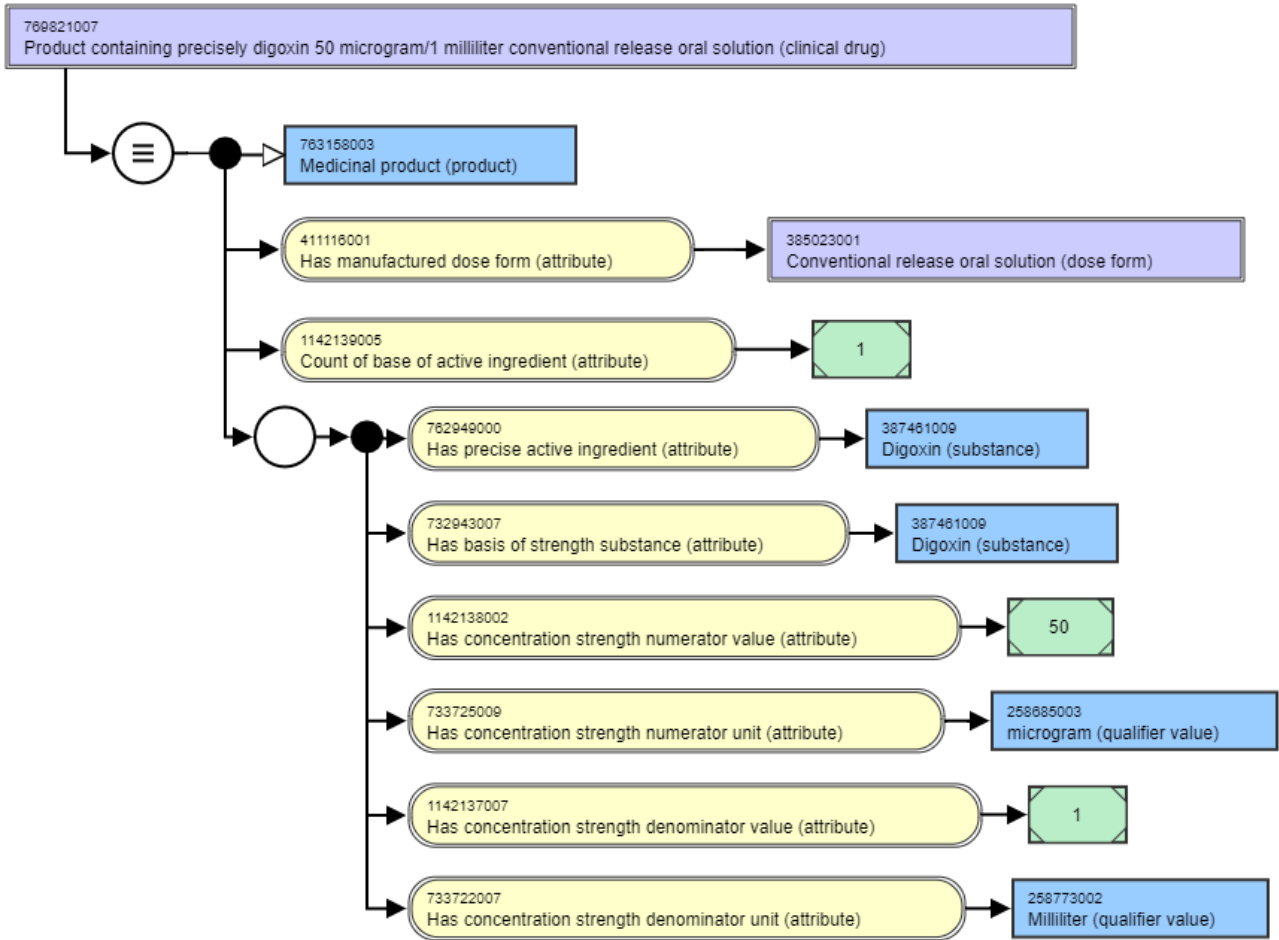 769821007
Product containing precisely digoxin 50 microgram/1 milliliter conventional release oral solution (clinical drug)
763158003
Medicinal product (product)
411116001
Has manufactured dose form (attribute)
385023001
Conventional release oral solution (dose form)
1142139005
Count of base of active ingredient (attribute)
1
762949000
Has precise active ingredient (attribute)
387461009
Digoxin (substance)
732943007
Has basis of strength substance (attribute)
387461009
Digoxin (substance)
1142138002
Has concentration strength numerator value (attribute)
50
733725009
Has concentration strength numerator unit (attribute)
258685003
microgram (qualifier value)
1142137007
Has concentration strength denominator value (attribute)
1
733722007
Has concentration strength denominator unit (attribute)
258773002
Milliliter (qualifier value)